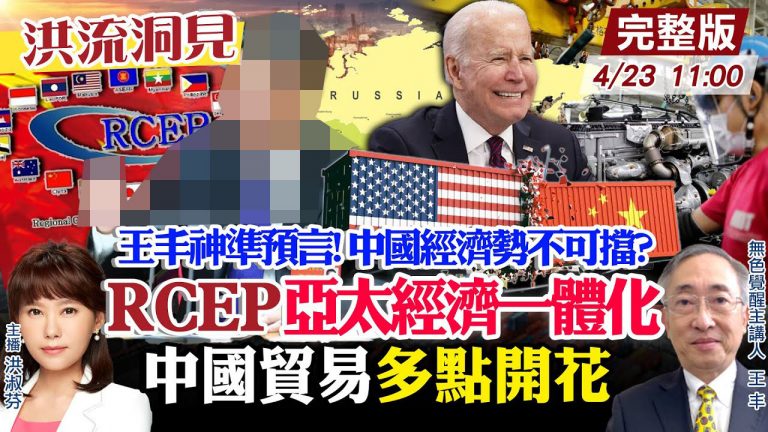 洪流洞見
完整版
4/23 11:00
RUSSIA
RCEP
Regional
王丰神準預言!中國經濟勢不可擋?
RCEP亞太經濟一體化
中國貿易多點開花
主播 洪淑芬
無色覺醒主講人 王丰